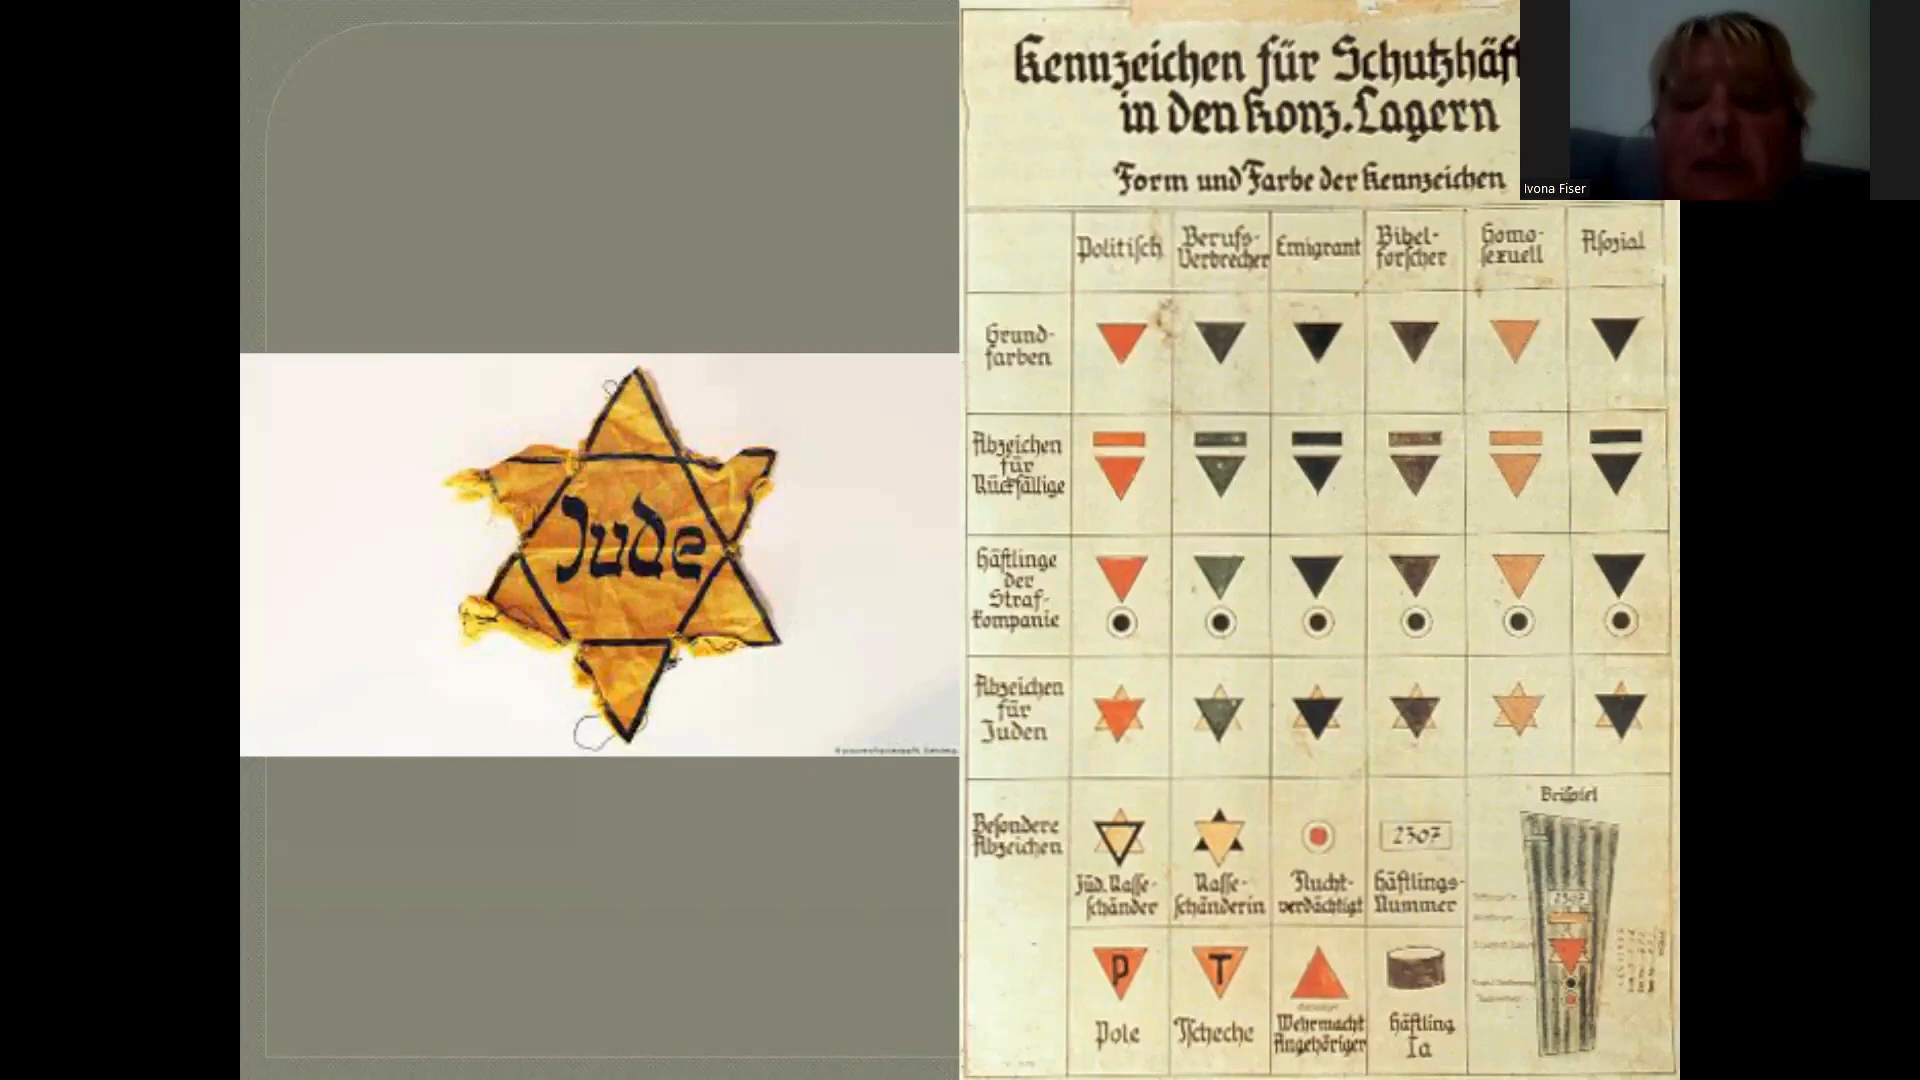 Jude
Kennzeichen für Schutzhäft
in den Konz.Lagern
Form und Farbe der Kennzeichen
Politisch
Berufs-
Verbrecher
Emigrant
Bibel-
forscher
Homo-
sexuell
Asozial
Grund-
farben
Abzeichen
für
Rückfällige
Häftlinge
der
Straf-
kompanie
Abzeichen
für
Juden
Besondere
Abzeichen
Jüd. Rasse-
schänder
Rasse-
schänderin
Flucht-
verdächtigt
2307
Häftlings-
Nummer
Beispiel
2307
P
Pole
T
Tscheche
Wehrmacht
Angehöriger
Häftling
Ia
Ivona Fiser